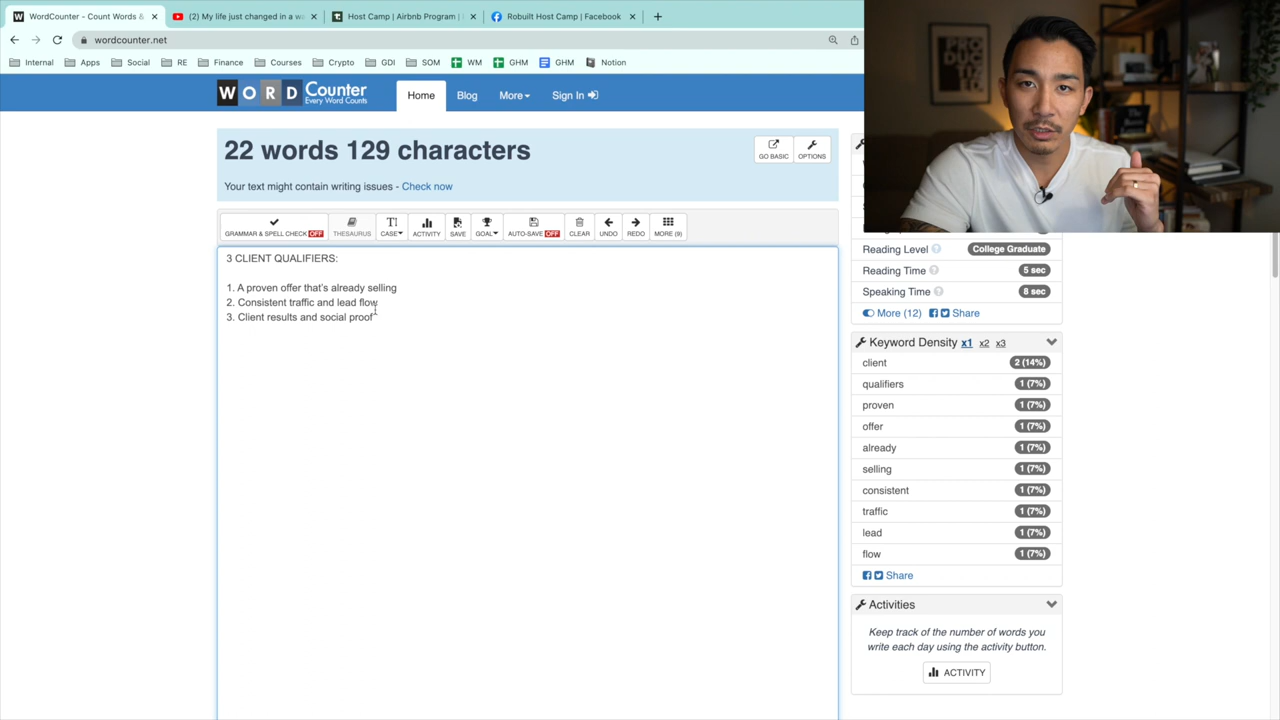 WordCounter - Count Words &
(2) My life just changed in a wa
Host Camp | Airbnb Program |
Robuilt Host Camp | Facebook
wordcounter.net
Internal
Apps
Social
RE
Finance
Courses
Crypto
GDI
SOM
WM
GHM
GHM
Notion
WORD Counter
Every Word Counts
Home
Blog
More
Sign In
22 words 129 characters
GO BASIC
OPTIONS
Your text might contain writing issues - Check now
GRAMMAR & SPELL CHECK OFF
THESAURUS
CASE
ACTIVITY
SAVE
GOAL
AUTO-SAVE OFF
CLEAR
UNDO
REDO
MORE (9)
3 CLIENT QUALIFIERS:
1. A proven offer that's already selling
2. Consistent traffic and lead flow
3. Client results and social proof
Reading Level College Graduate
Reading Time 5 sec
Speaking Time 8 sec
More (12) Share
Keyword Density x1 x2 x3
client 2 (14%)
qualifiers 1 (7%)
proven 1 (7%)
offer 1 (7%)
already 1 (7%)
selling 1 (7%)
consistent 1 (7%)
traffic 1 (7%)
lead 1 (7%)
flow 1 (7%)
Share
Activities
Keep track of the number of words you
write each day using the activity button.
ACTIVITY